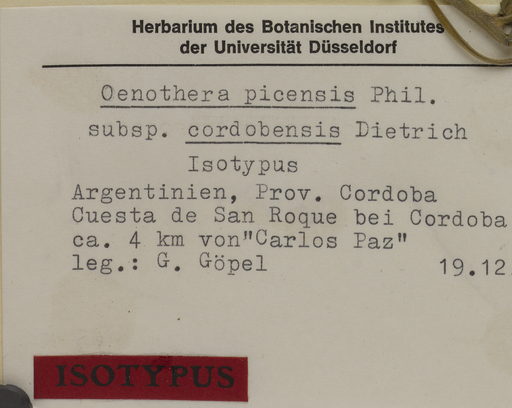 Herbarium des Botanischen Institutes
der Universität Düsseldorf
Oenothera picensis Phil.
subsp. cordobensis Dietrich
Isotypus
Argentinien, Prov. Cordoba
Cuesta de San Roque bei Cordoba
ca. 4 km von"Carlos Paz"
leg.: G. Göpel 19.12.
ISOTYPUS